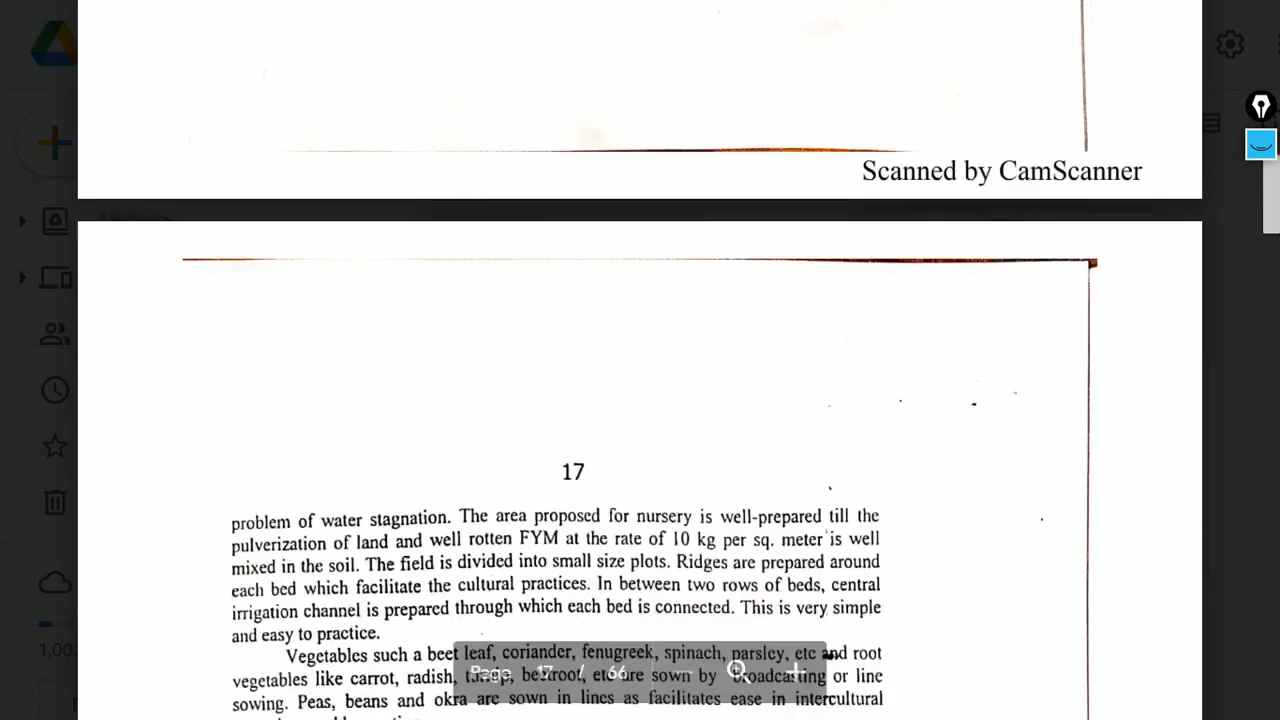 Scanned by CamScanner
17
problem of water stagnation. The area proposed for nursery is well-prepared till the
pulverization of land and well rotten FYM at the rate of 10 kg per sq. meter is well
mixed in the soil. The field is divided into small size plots. Ridges are prepared around
each bed which facilitate the cultural practices. In between two rows of beds, central
irrigation channel is prepared through which each bed is connected. This is very simple
and easy to practice.
Vegetables such a beet leaf, coriander, fenugreek, spinach, parsley, etc and root
vegetables like carrot, radish, turnip, beetroot, etc are sown by broadcasting or line
sowing. Peas, beans and okra are sown in lines as facilitates ease in intercultural
Page 17 / 66
1,00